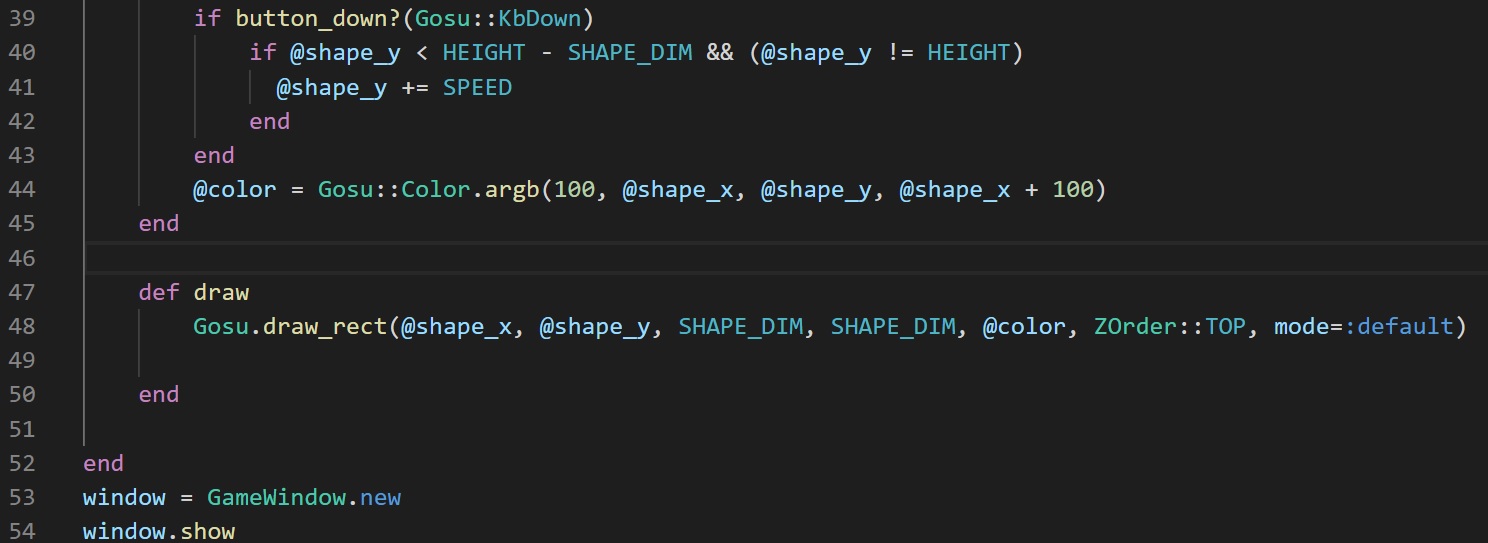 39 if button_down?(Gosu::KbDown)
40 if @shape_y < HEIGHT - SHAPE_DIM && (@shape_y != HEIGHT)
41 @shape_y += SPEED
42 end
43 end
44 @color = Gosu::Color.argb(100, @shape_x, @shape_y, @shape_x + 100)
45 end
46
47 def draw
48 Gosu.draw_rect(@shape_x, @shape_y, SHAPE_DIM, SHAPE_DIM, @color, ZOrder::TOP, mode=:default)
49
50 end
51
52 end
53 window = GameWindow.new
54 window.show